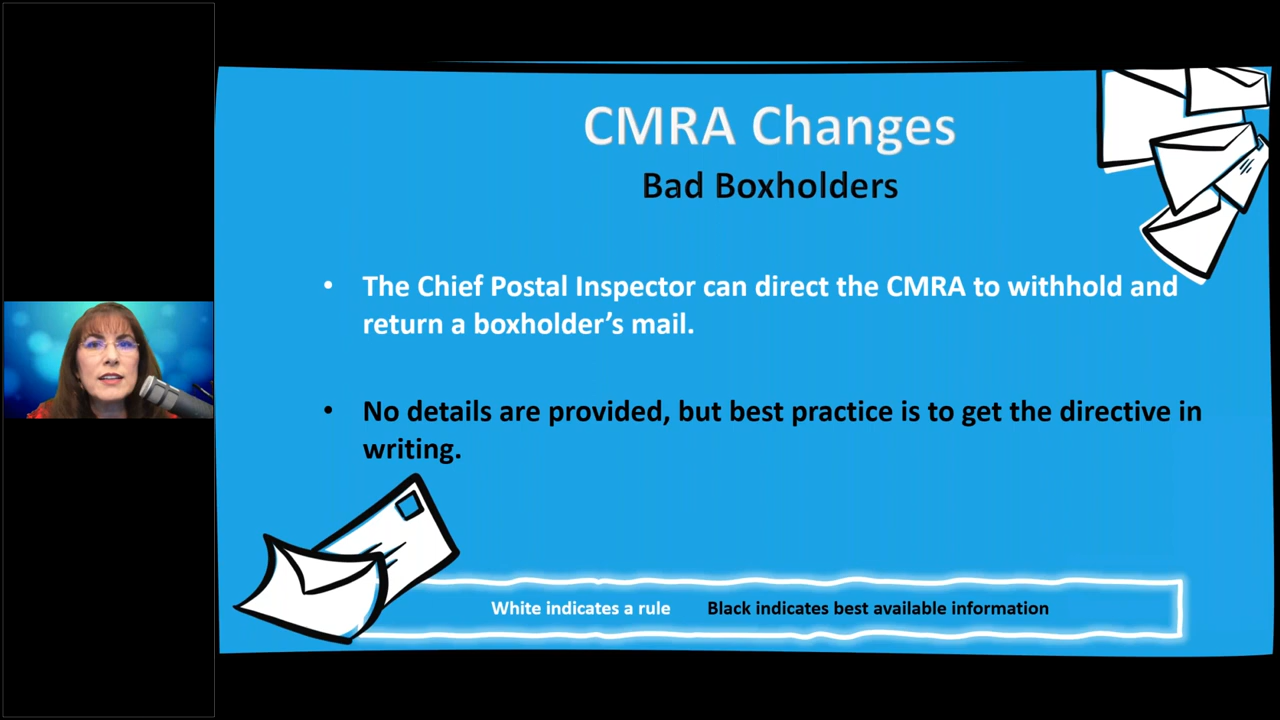 CMRA Changes
Bad Boxholders
• The Chief Postal Inspector can direct the CMRA to withhold and
return a boxholder’s mail.
• No details are provided, but best practice is to get the directive in
writing.
White indicates a rule Black indicates best available information